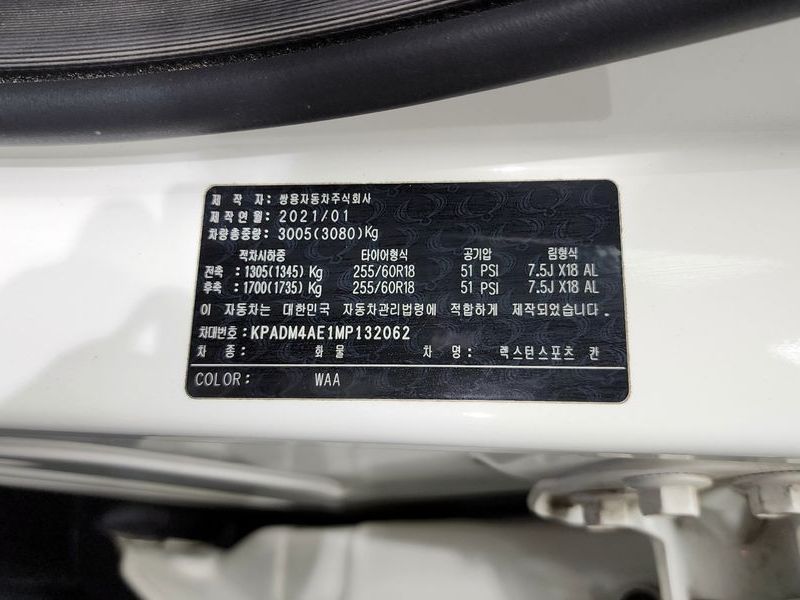 제 작 자 : 쌍용자동차주식회사
제작연월 : 2021/01
차량총중량: 3005(3080)Kg
적차시하중 타이어형식 공기압 림형식
전축 : 1305(1345) Kg 255/60R18 51 PSI 7.5J X18 AL
후축 : 1700(1735) Kg 255/60R18 51 PSI 7.5J X18 AL
이 자동차는 대한민국 자동차관리법령에 적합하게 제작되었습니다.
차대번호: KPADM4AE1MP132062
차 종: 화 물 차 명: 렉스턴스포츠 칸
COLOR: WAA